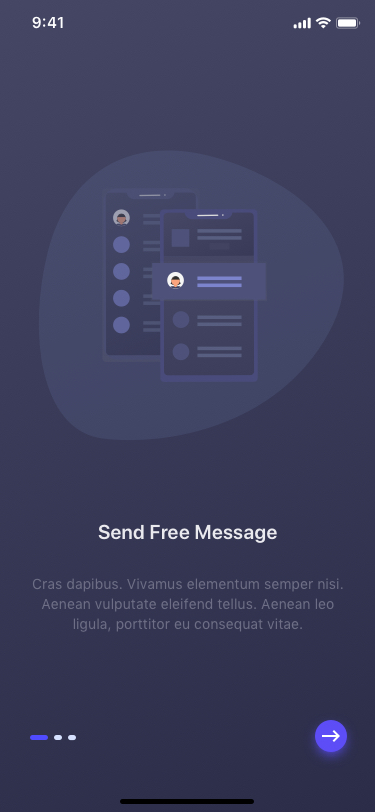 9:41
Send Free Message
Cras dapibus. Vivamus elementum semper nisi.
Aenean vulputate eleifend tellus. Aenean leo
ligula, porttitor eu consequat vitae.